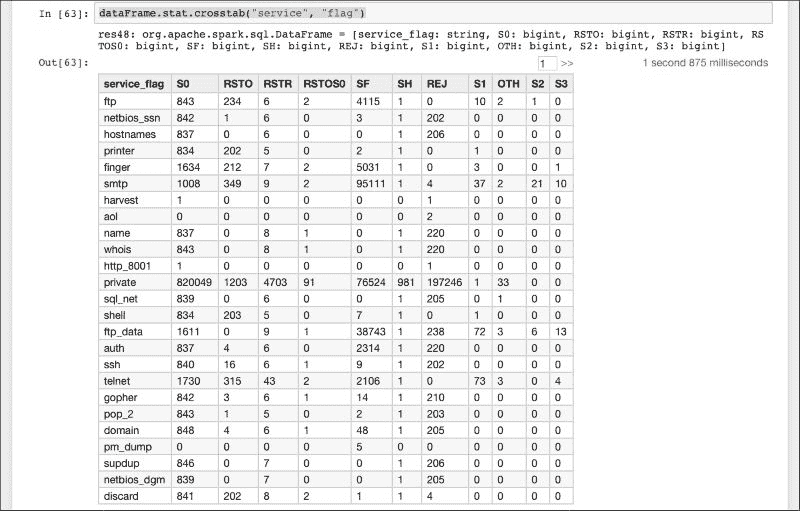 In [63]: dataFrame.stat.crosstab("service", "flag")
res48: org.apache.spark.sql.DataFrame = [service_flag: string, S0: bigint, RSTO: bigint, RSTR: bigint, RS
TOS0: bigint, SF: bigint, SH: bigint, REJ: bigint, S1: bigint, OTH: bigint, S2: bigint, S3: bigint]
Out[63]: 1 >> 1 second 875 milliseconds
service_flag S0 RSTO RSTR RSTOS0 SF SH REJ S1 OTH S2 S3
ftp 843 234 6 2 4115 1 0 10 2 1 0
netbios_ssn 842 1 6 0 3 1 202 0 0 0 0
hostnames 837 0 6 0 0 1 206 0 0 0 0
printer 834 202 5 0 2 1 0 1 0 0 0
finger 1634 212 7 2 5031 1 0 3 0 0 1
smtp 1008 349 9 2 95111 1 4 37 2 21 10
harvest 1 0 0 0 0 0 1 0 0 0 0
aol 0 0 0 0 0 0 2 0 0 0 0
name 837 0 8 1 0 1 220 0 0 0 0
whois 843 0 8 1 0 1 220 0 0 0 0
http_8001 1 0 0 0 0 0 1 0 0 0 0
private 820049 1203 4703 91 76524 981 197246 1 33 0 0
sql_net 839 0 6 0 0 1 205 0 1 0 0
shell 834 203 5 0 7 1 0 1 0 0 0
ftp_data 1611 0 9 1 38743 1 238 72 3 6 13
auth 837 4 6 0 2314 1 220 0 0 0 0
ssh 840 16 6 1 9 1 202 0 0 0 0
telnet 1730 315 43 2 2106 1 0 73 3 0 4
gopher 842 3 6 1 14 1 210 0 0 0 0
pop_2 843 1 5 0 2 1 203 0 0 0 0
domain 848 4 6 1 48 1 205 0 0 0 0
pm_dump 0 0 0 0 5 0 0 0 0 0 0
supdup 846 0 7 0 0 1 206 0 0 0 0
netbios_dgm 839 0 7 0 0 1 205 0 0 0 0
discard 841 202 8 2 1 1 4 0 0 0 0